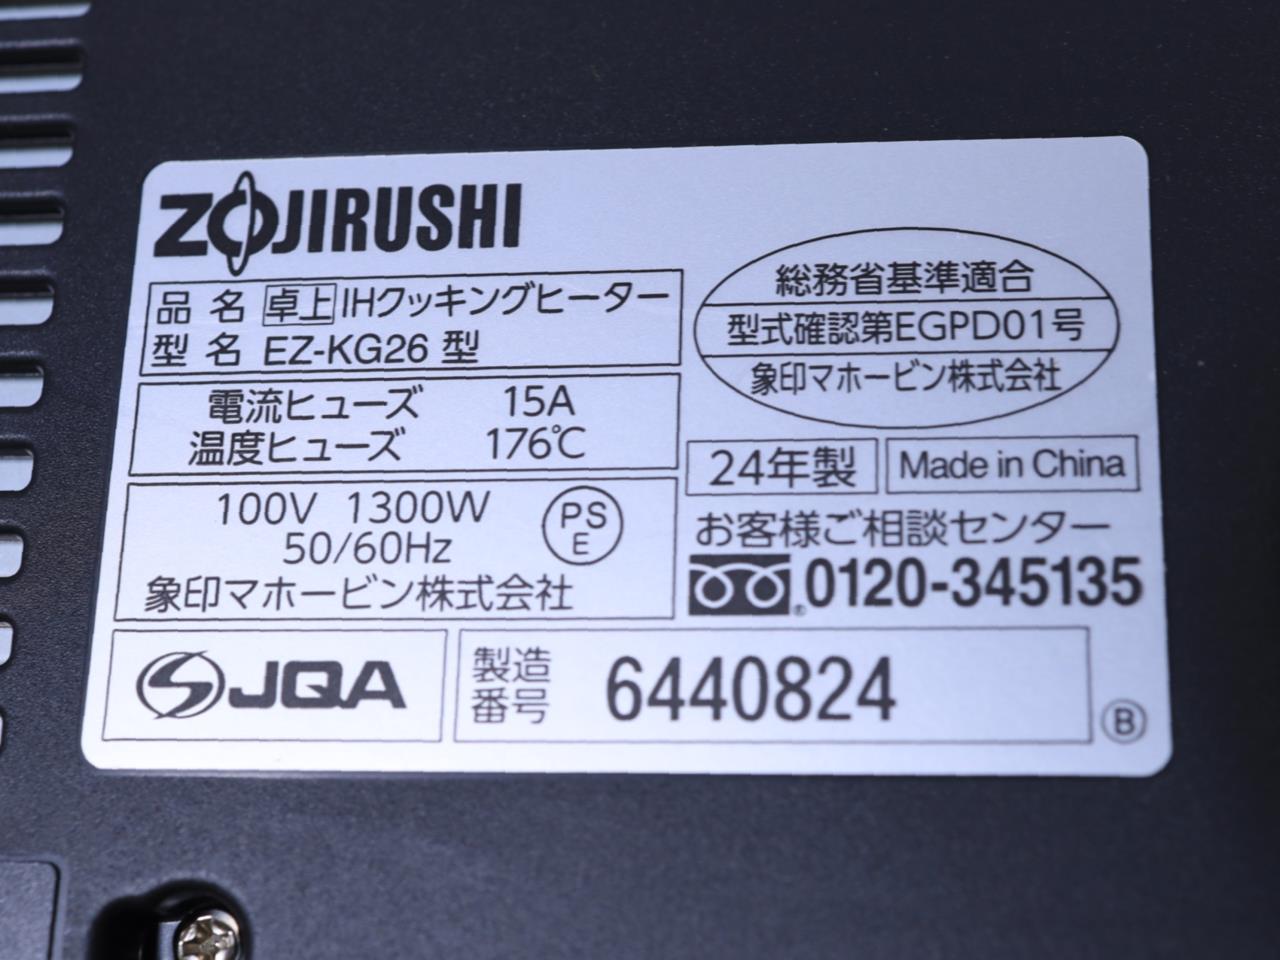 ZOJIRUSHI
品名 卓上 IHクッキングヒーター
型名 EZ-KG26 型
電流ヒューズ 15A
温度ヒューズ 176℃
100V 1300W
50/60Hz
PS
E
象印マホービン株式会社
JQA
総務省基準適合
型式確認第EGPD01号
象印マホービン株式会社
24年製
Made in China
お客様ご相談センター
0120-345135
製造
番号
6440824
B